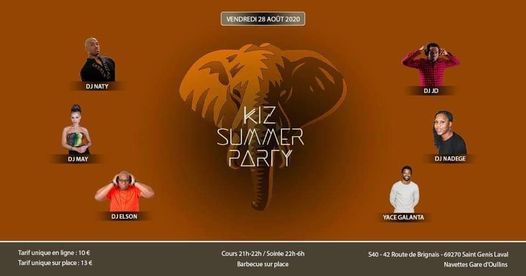 VENDREDI 28 AOÛT 2020
DJ NATY
DJ JD
KIZ
SUMMER
PARTY
DJ MAY
DJ NADEGE
DJ ELSON
YACE GALANTA
Tarif unique en ligne : 10 €
Tarif unique sur place : 13 €
Cours 21h-22h / Soirée 22h-6h
Barbecue sur place
S40 - 42 Route de Brignais - 69230 Saint Genis Laval
Navettes Gare d'Oullins